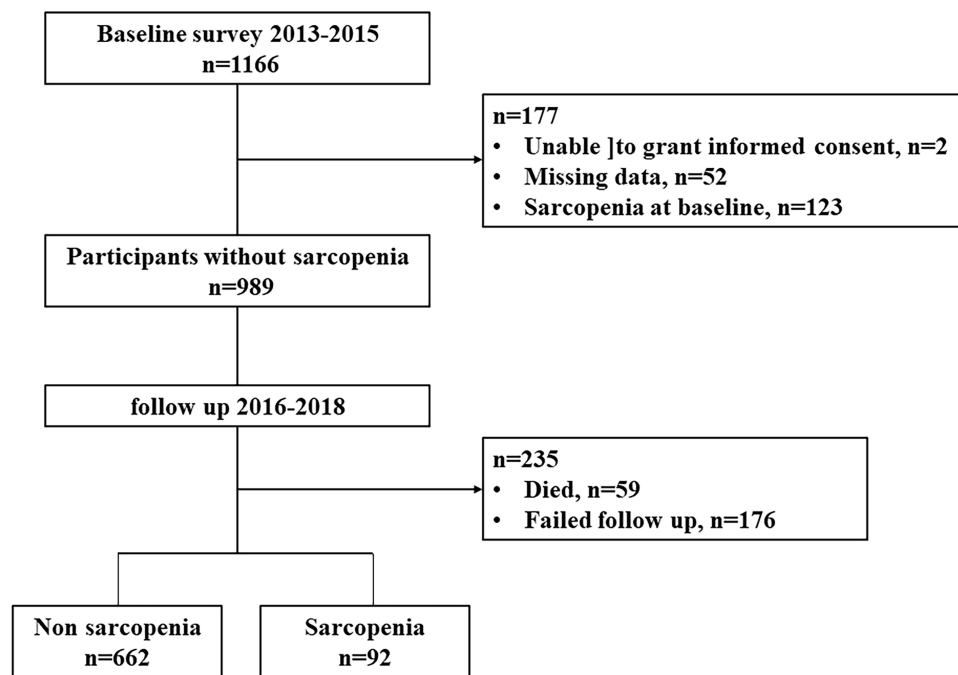 Baseline survey 2013-2015
n=1166
n=177
• Unable ]to grant informed consent, n=2
• Missing data, n=52
• Sarcopenia at baseline, n=123
Participants without sarcopenia
n=989
follow up 2016-2018
n=235
• Died, n=59
• Failed follow up, n=176
Non sarcopenia
n=662
Sarcopenia
n=92